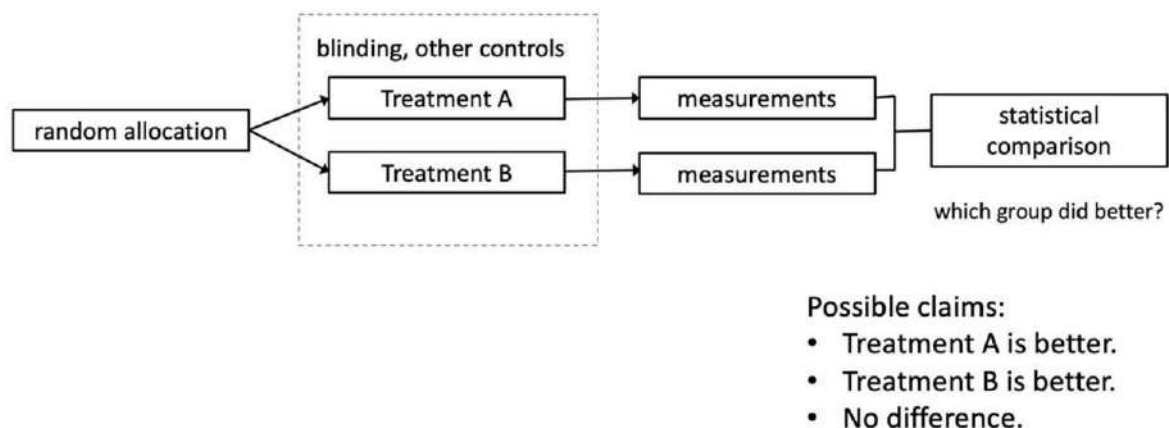 blinding, other controls
random allocation
Treatment A
measurements
Treatment B
measurements
statistical
comparison
which group did better?
Possible claims:
• Treatment A is better.
• Treatment B is better.
• No difference.